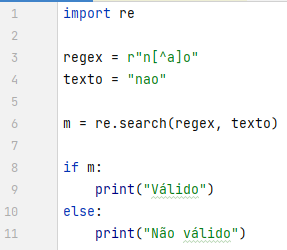 1 import re
2
3 regex = r"n[^a]o"
4 texto = "nao"
5
6 m = re.search(regex, texto)
7
8 if m:
9     print("Válido")
10 else:
11     print("Não válido")